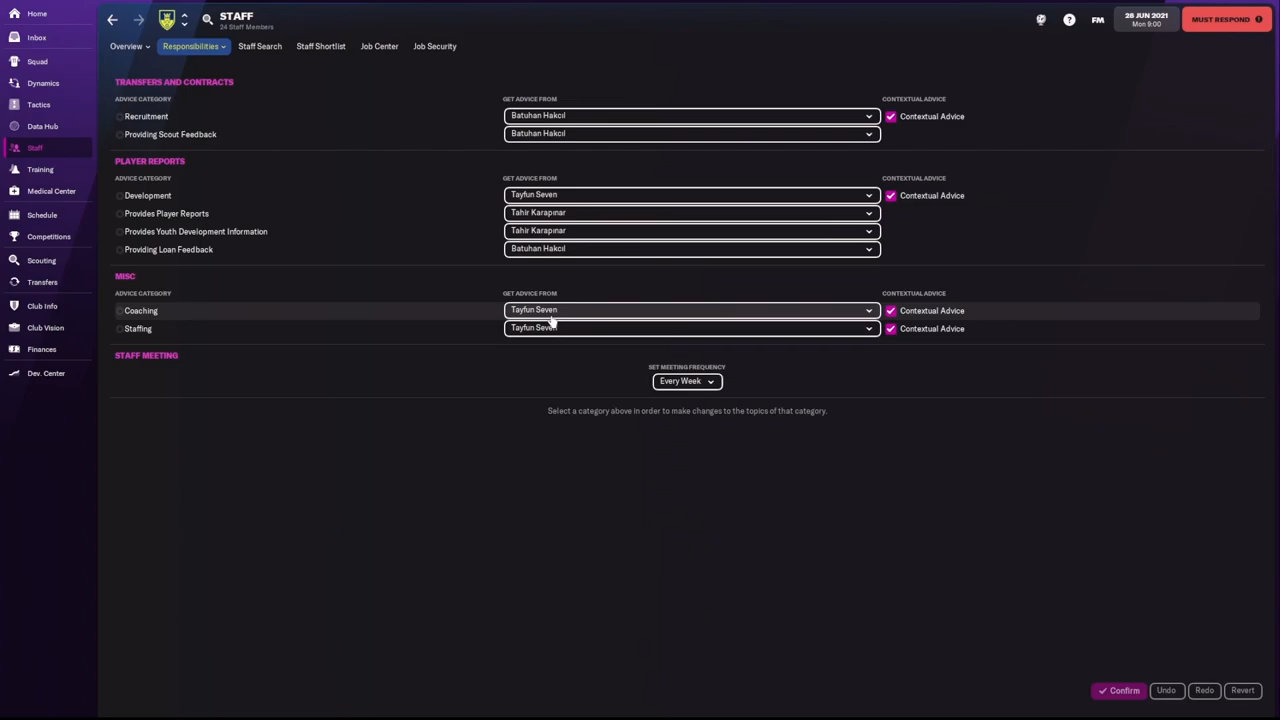 Home
Inbox
Squad
Dynamics
Tactics
Data Hub
Staff
Training
Medical Center
Schedule
Competitions
Scouting
Transfers
Club Info
Club Vision
Finances
Dev. Center
STAFF
24 Staff Members
FM
28 JUN 2021
Mon 9:00
MUST RESPOND
Overview
Responsibilities
Staff Search
Staff Shortlist
Job Center
Job Security
TRANSFERS AND CONTRACTS
ADVICE CATEGORY GET ADVICE FROM CONTEXTUAL ADVICE
Recruitment Batuhan Hakcıl Contextual Advice
Providing Scout Feedback Batuhan Hakcıl
PLAYER REPORTS
ADVICE CATEGORY GET ADVICE FROM CONTEXTUAL ADVICE
Development Tayfun Seven Contextual Advice
Provides Player Reports Tahir Karapınar
Provides Youth Development Information Tahir Karapınar
Providing Loan Feedback Batuhan Hakcıl
MISC
ADVICE CATEGORY GET ADVICE FROM CONTEXTUAL ADVICE
Coaching Tayfun Seven Contextual Advice
Staffing Tayfun Seven Contextual Advice
STAFF MEETING
SET MEETING FREQUENCY
Every Week
Select a category above in order to make changes to the topics of that category.
Confirm Undo Redo Revert